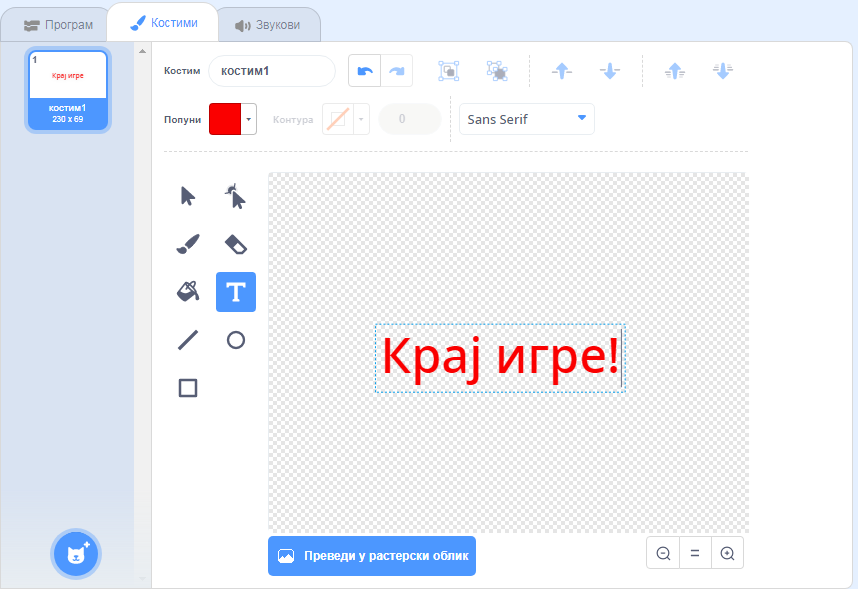 Програм
Костими
Звукови
1
Крај игре
костим1
230 x 69
Костим
костим1
Попуни
Контура
0
Sans Serif
Крај игре!
Преведи у растерски облик